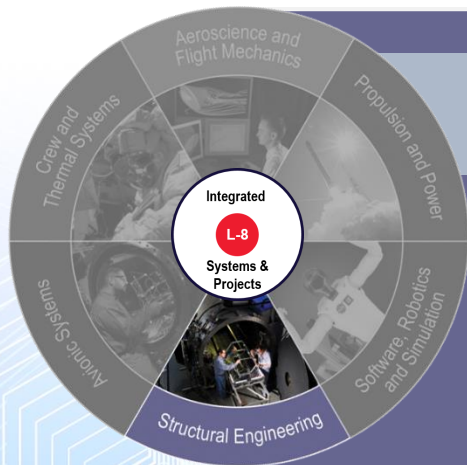 Aeroscience and
Flight Mechanics
Crew and
Thermal Systems
Propulsion and Power
Integrated
L-8
Systems &
Projects
Avionic Systems
Software, Robotics
and Simulation
Structural Engineering